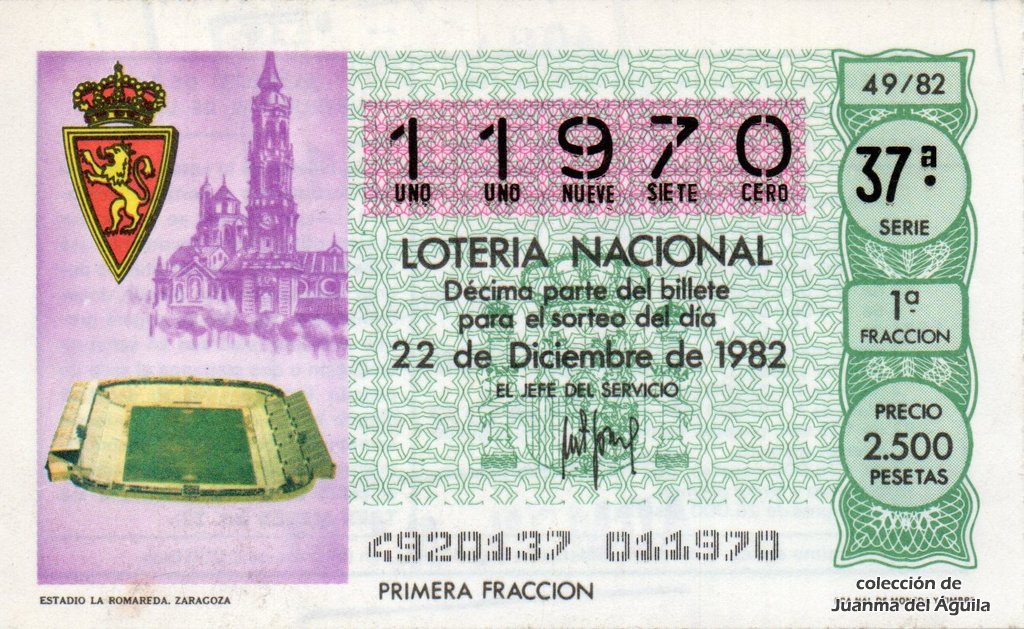 49/82
11970
UNO UNO NUEVE SIETE CERO
37ª
SERIE
LOTERIA NACIONAL
Décima parte del billete
para el sorteo del día
22 de Diciembre de 1982
EL JEFE DEL SERVICIO
1ª
FRACCION
PRECIO
2.500
PESETAS
4920137 011970
PRIMERA FRACCION
ESTADIO LA ROMAREDA. ZARAGOZA
colección de
Juanma del Águila